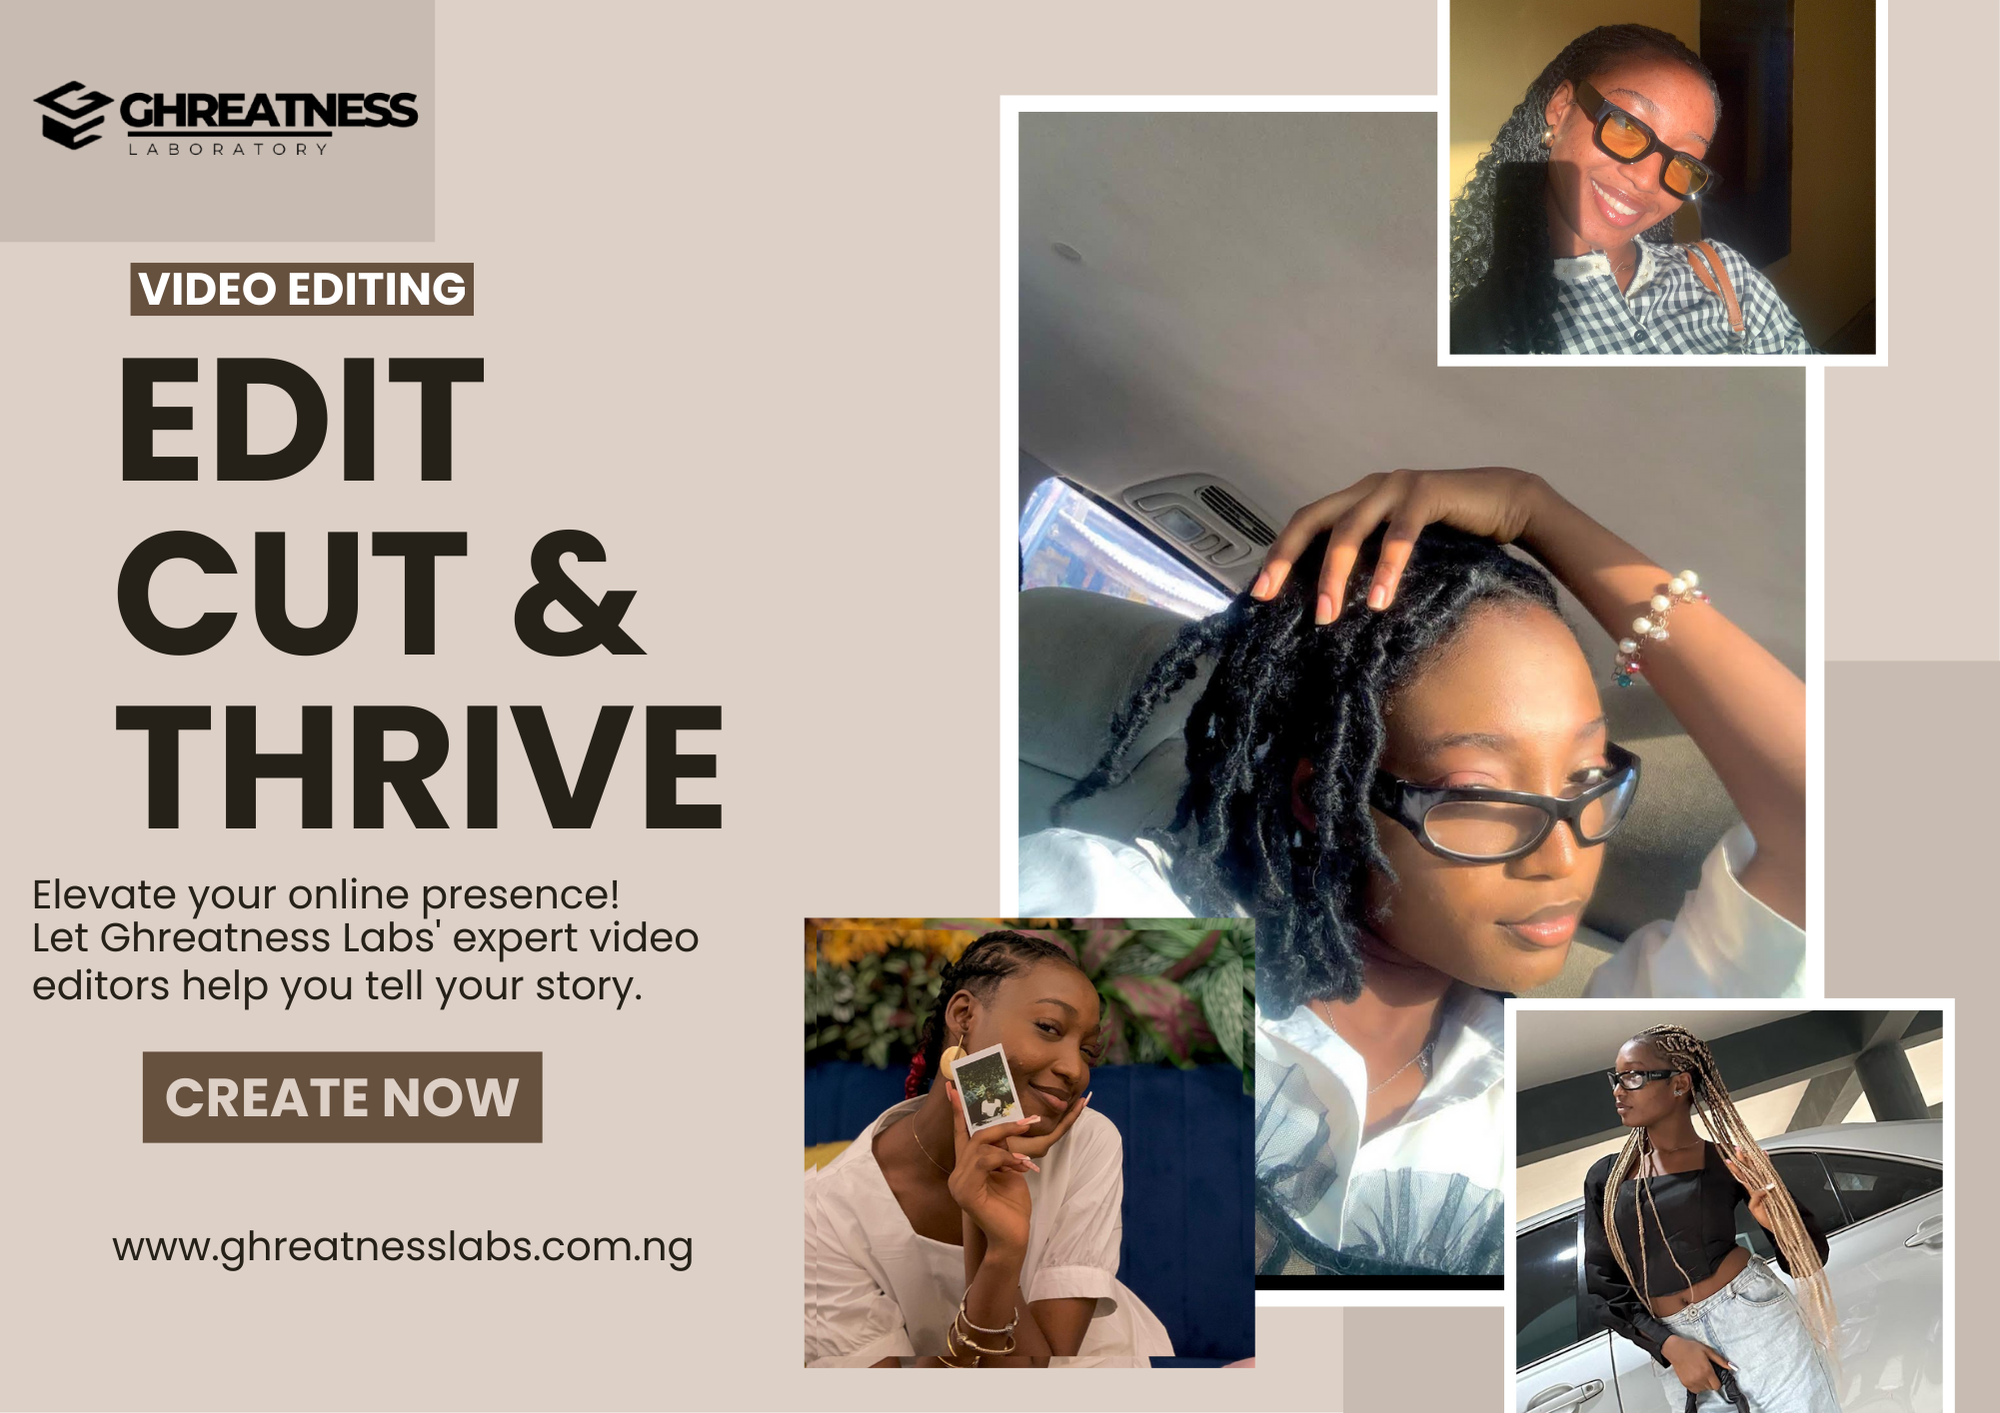 GHREATNESS
LABORATORY
VIDEO EDITING
EDIT
CUT &
THRIVE
Elevate your online presence!
Let Ghreatness Labs' expert video
editors help you tell your story.
CREATE NOW
www.ghreatnesslabs.com.ng